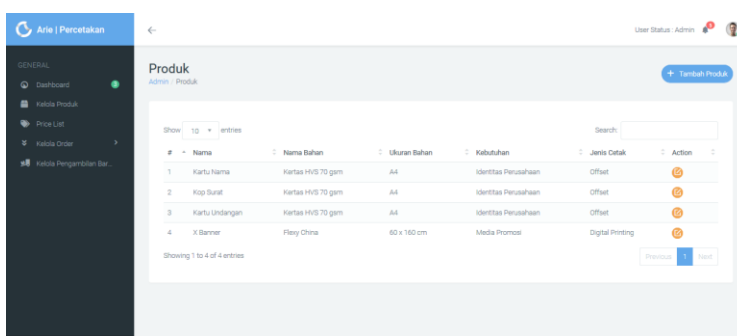 Arie | Percetakan
User Status : Admin
GENERAL
Dashboard
Kelola Produk
Price List
Kelola Order
Kelola Pengambilan Bar...
Produk
Admin / Produk
+ Tambah Produk
Show 10 entries
Search:
# Nama Nama Bahan Ukuran Bahan Kebutuhan Jenis Cetak Action
1 Kartu Nama Kertas HVS 70 gsm A4 Identitas Perusahaan Offset
2 Kop Surat Kertas HVS 70 gsm A4 Identitas Perusahaan Offset
3 Kartu Undangan Kertas HVS 70 gsm A4 Identitas Perusahaan Offset
4 X Banner Flexy China 60 x 160 cm Media Promosi Digital Printing
Showing 1 to 4 of 4 entries
Previous 1 Next